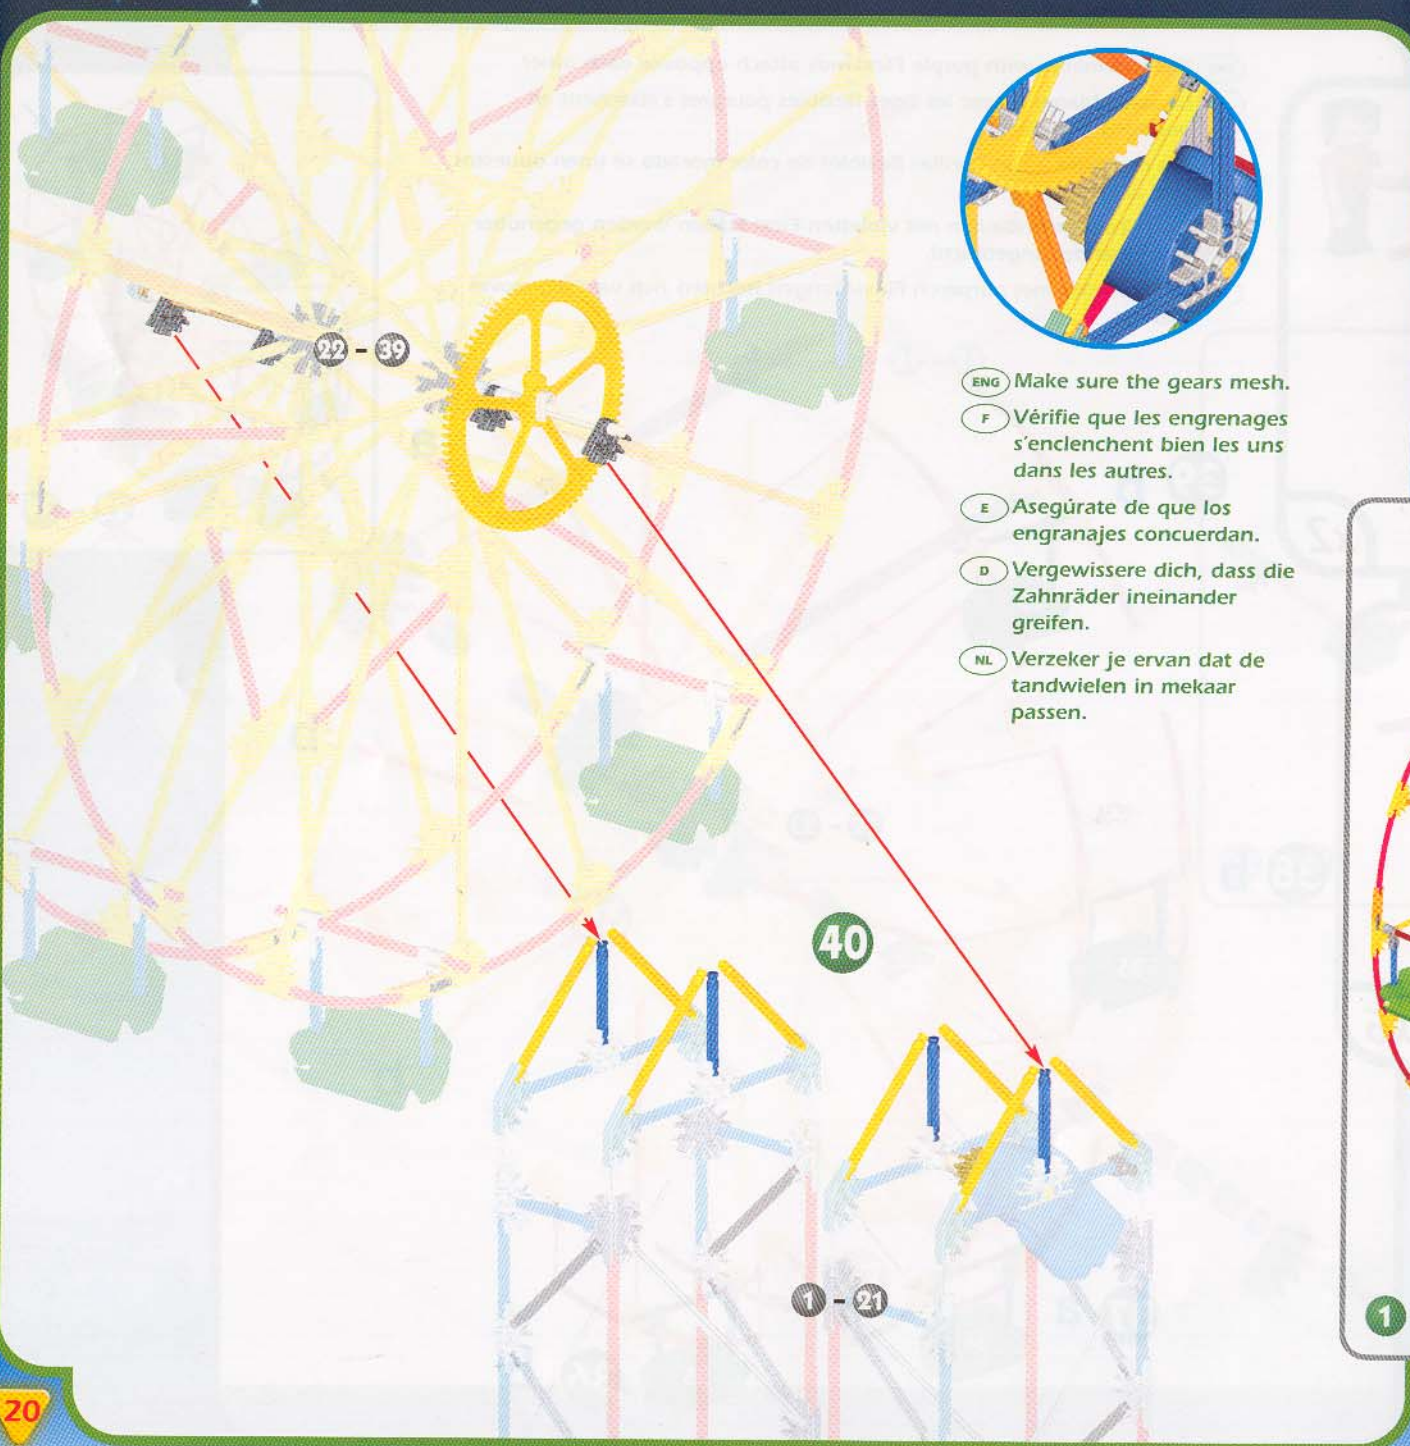 22 - 39
ENG Make sure the gears mesh.
F Vérifie que les engrenages
s'enclenchent bien les uns
dans les autres.
E Asegúrate de que los
engranajes concuerdan.
D Vergewissere dich, dass die
Zahnräder ineinander
greifen.
NL Verzeker je ervan dat de
tandwielen in mekaar
passen.
40
1 - 21
1
20